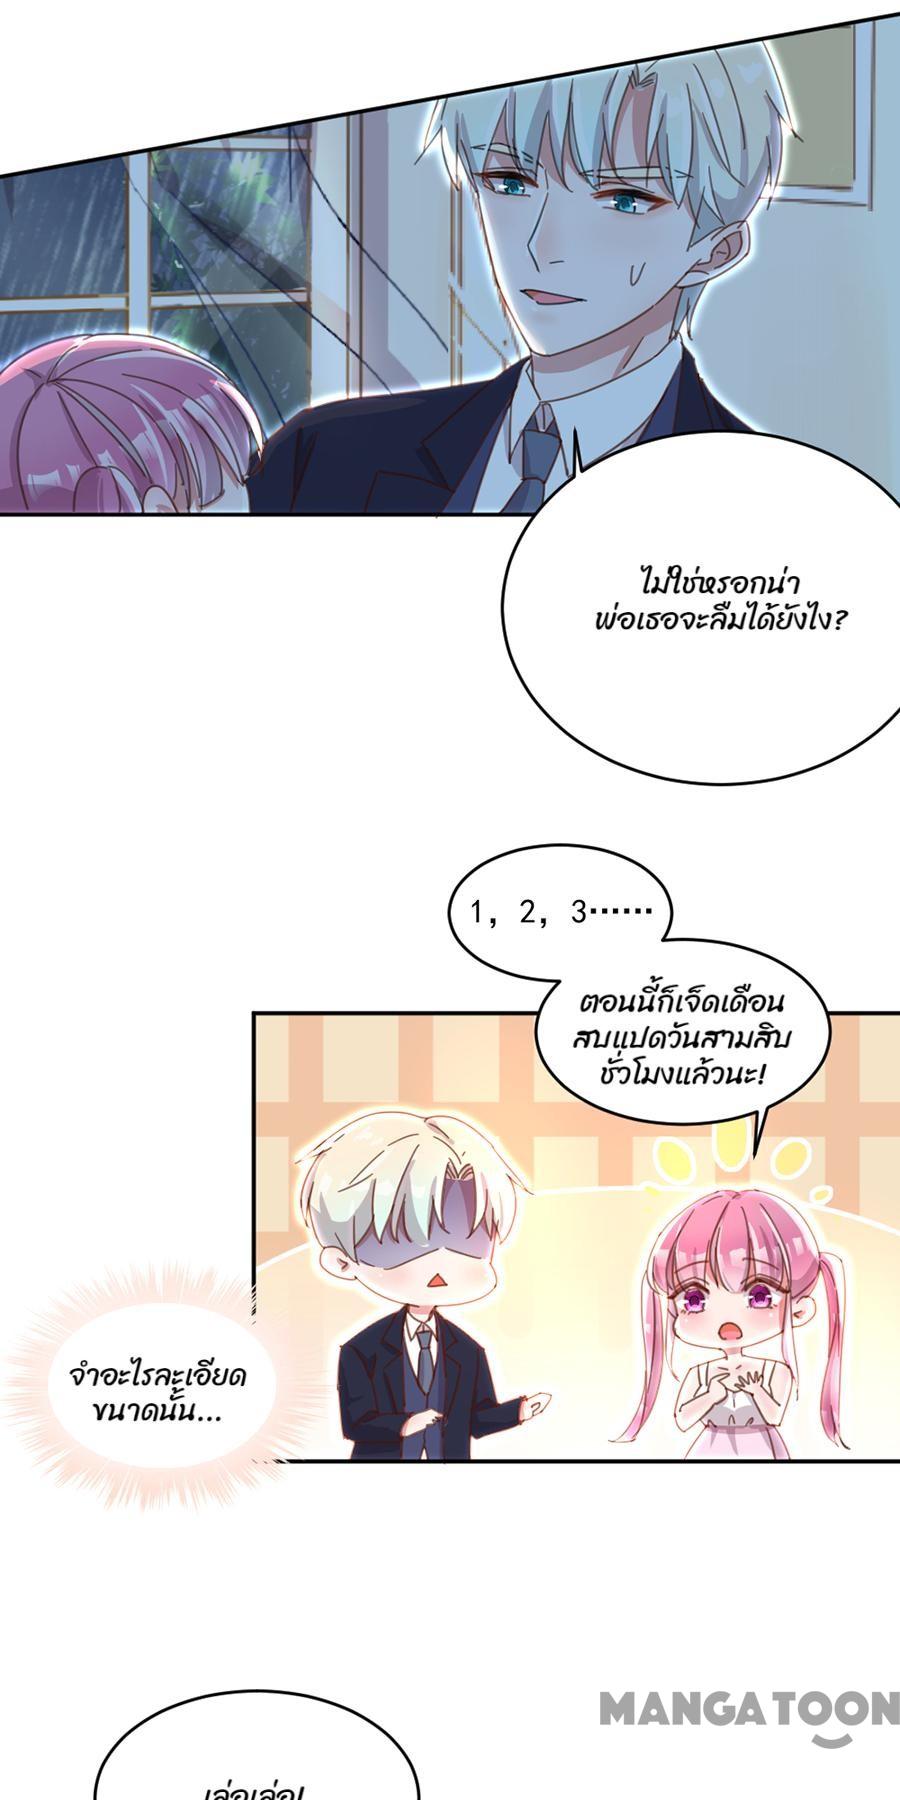 ไม่ใช่หรอกน่า
พ่อเธอจะลืมได้ยังไง?
1, 2, 3……
ตอนนี้ก็เจ็ดเดือน
สบแปดวันสามสิบ
ชั่วโมงแล้วนะ!
จำอะไรละเอียด
ขนาดนั้น...
MANGATOON